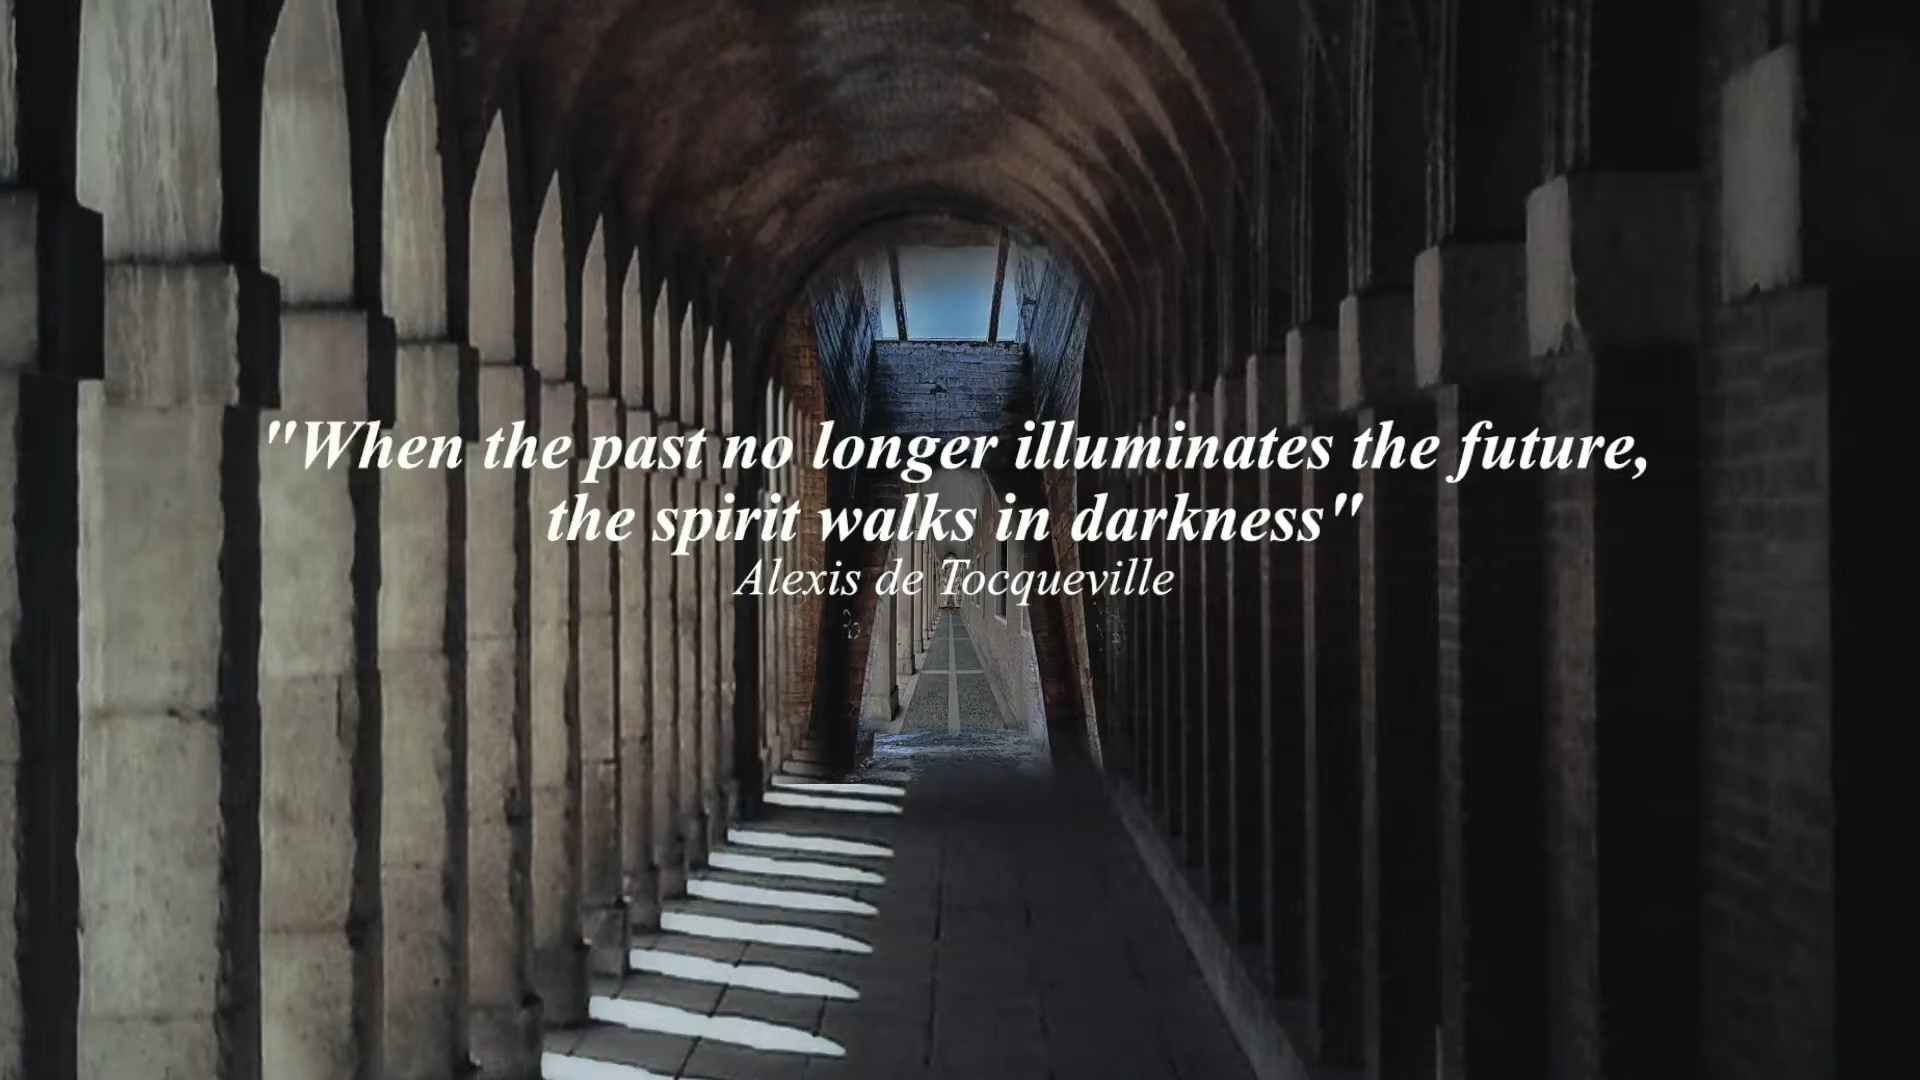 "When the past no longer illuminates the future,
the spirit walks in darkness"
Alexis de Tocqueville